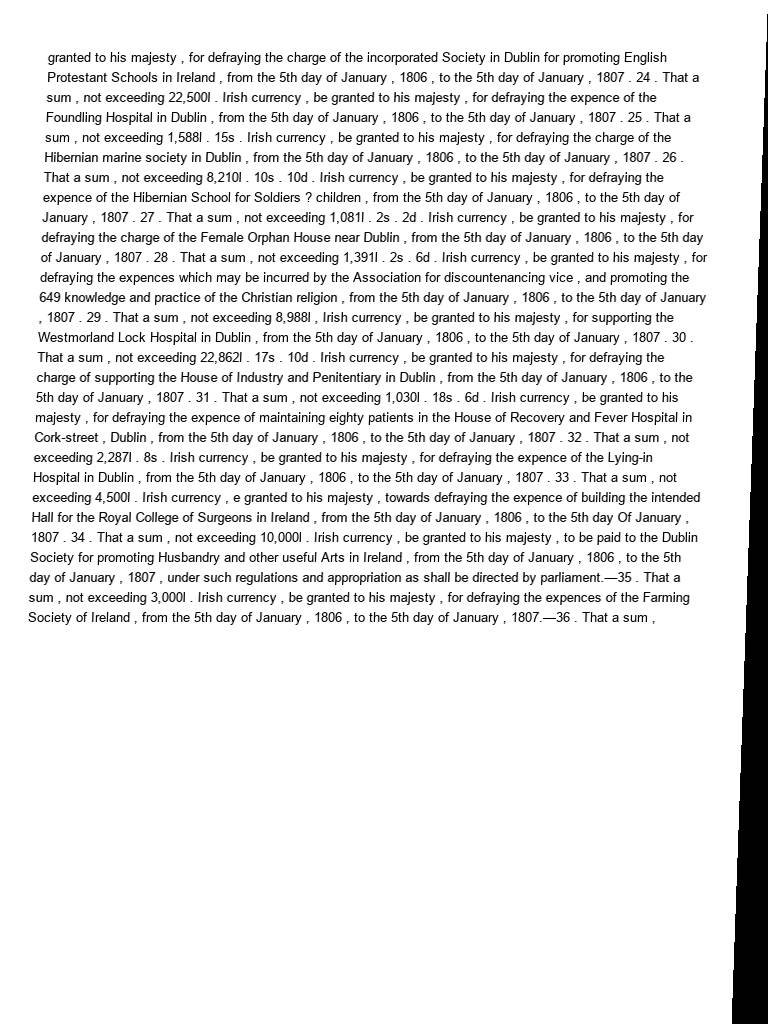 granted to his majesty , for defraying the charge of the incorporated Society in Dublin for promoting English
Protestant Schools in Ireland , from the 5th day of January , 1806 , to the 5th day of January , 1807 . 24 . That a
sum , not exceeding 22,500l . Irish currency , be granted to his majesty , for defraying the expence of the
Foundling Hospital in Dublin , from the 5th day of January , 1806 , to the 5th day of January , 1807 . 25 . That a
sum , not exceeding 1,588l . 15s . Irish currency , be granted to his majesty , for defraying the charge of the
Hibernian marine society in Dublin , from the 5th day of January , 1806 , to the 5th day of January , 1807 . 26 .
That a sum , not exceeding 8,210l . 10s . 10d . Irish currency , be granted to his majesty , for defraying the
expence of the Hibernian School for Soldiers ? children , from the 5th day of January , 1806 , to the 5th day of
January , 1807 . 27 . That a sum , not exceeding 1,081l . 2s . 2d . Irish currency , be granted to his majesty , for
defraying the charge of the Female Orphan House near Dublin , from the 5th day of January , 1806 , to the 5th day
of January , 1807 . 28 . That a sum , not exceeding 1,391l . 2s . 6d . Irish currency , be granted to his majesty , for
defraying the expences which may be incurred by the Association for discountenancing vice , and promoting the
649 knowledge and practice of the Christian religion , from the 5th day of January , 1806 , to the 5th day of January
, 1807 . 29 . That a sum , not exceeding 8,988l , Irish currency , be granted to his majesty , for supporting the
Westmorland Lock Hospital in Dublin , from the 5th day of January , 1806 , to the 5th day of January , 1807 . 30 .
That a sum , not exceeding 22,862l . 17s . 10d . Irish currency , be granted to his majesty , for defraying the
charge of supporting the House of Industry and Penitentiary in Dublin , from the 5th day of January , 1806 , to the
5th day of January , 1807 . 31 . That a sum , not exceeding 1,030l . 18s . 6d . Irish currency , be granted to his
majesty , for defraying the expence of maintaining eighty patients in the House of Recovery and Fever Hospital in
Cork-street , Dublin , from the 5th day of January , 1806 , to the 5th day of January , 1807 . 32 . That a sum , not
exceeding 2,287l . 8s . Irish currency , be granted to his majesty , for defraying the expence of the Lying-in
Hospital in Dublin , from the 5th day of January , 1806 , to the 5th day of January , 1807 . 33 . That a sum , not
exceeding 4,500l . Irish currency , e granted to his majesty , towards defraying the expence of building the intended
Hall for the Royal College of Surgeons in Ireland , from the 5th day of January , 1806 , to the 5th day Of January ,
1807 . 34 . That a sum , not exceeding 10,000l . Irish currency , be granted to his majesty , to be paid to the Dublin
Society for promoting Husbandry and other useful Arts in Ireland , from the 5th day of January , 1806 , to the 5th
day of January , 1807 , under such regulations and appropriation as shall be directed by parliament.—35 . That a
sum , not exceeding 3,000l . Irish currency , be granted to his majesty , for defraying the expences of the Farming
Society of Ireland , from the 5th day of January , 1806 , to the 5th day of January , 1807.—36 . That a sum ,